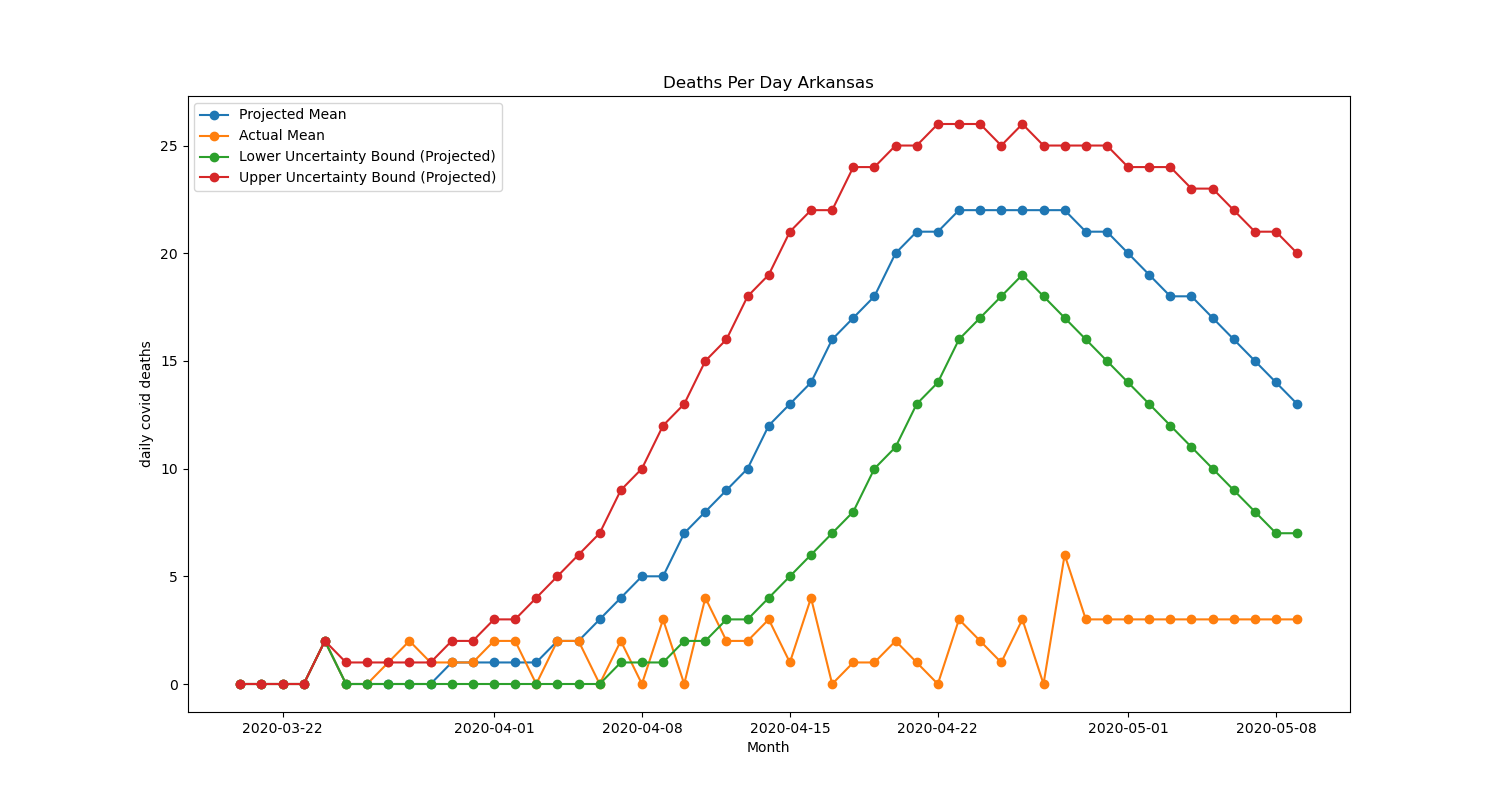 Deaths Per Day Arkansas
Projected Mean
Actual Mean
Lower Uncertainty Bound (Projected)
Upper Uncertainty Bound (Projected)
25
20
15
10
5
0
daily covid deaths
2020-03-22 2020-04-01 2020-04-08 2020-04-15 2020-04-22 2020-05-01 2020-05-08
Month